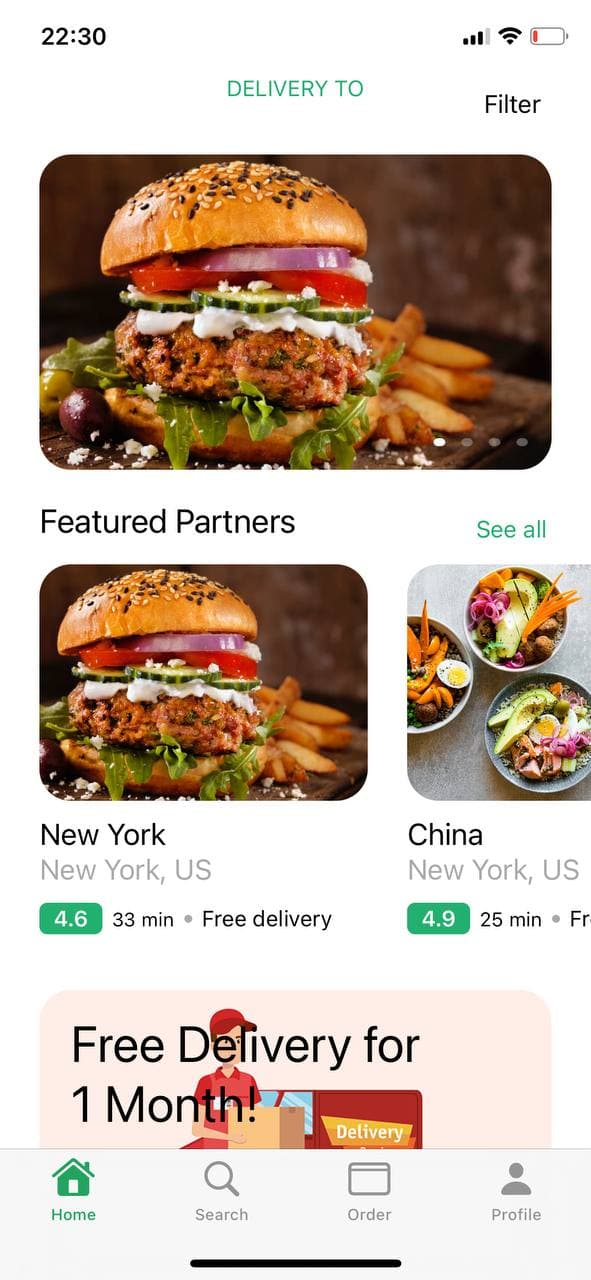 22:30
DELIVERY TO
Filter
Featured Partners
See all
New York
New York, US
4.6 33 min • Free delivery
China
New York, US
4.9 25 min • Fr
Free Delivery for
1 Month!
Delivery
Home Search Order Profile